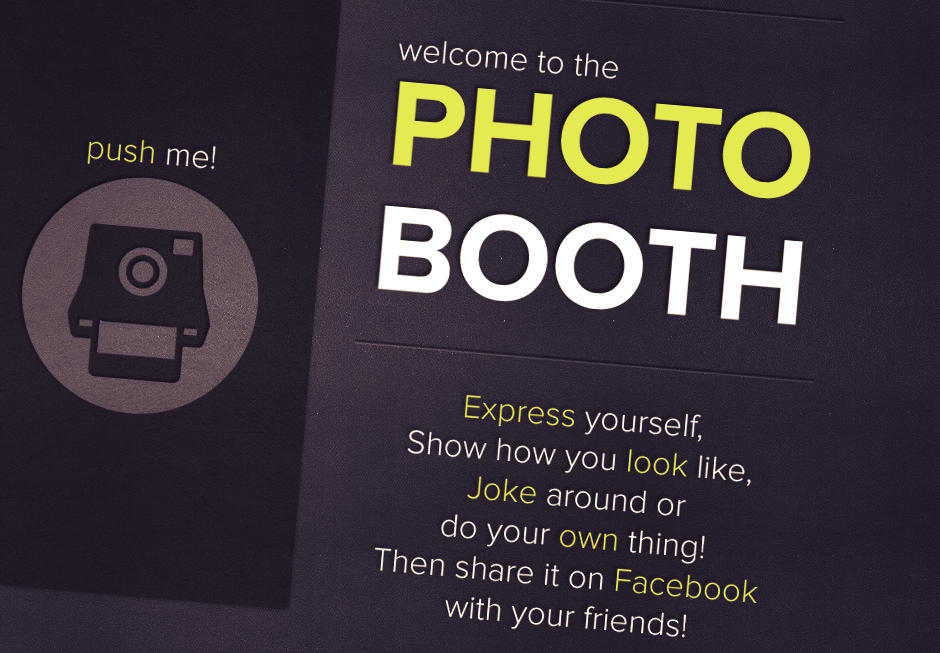 push me!
welcome to the
PHOTO
BOOTH
Express yourself,
Show how you look like,
Joke around or
do your own thing!
Then share it on Facebook
with your friends!